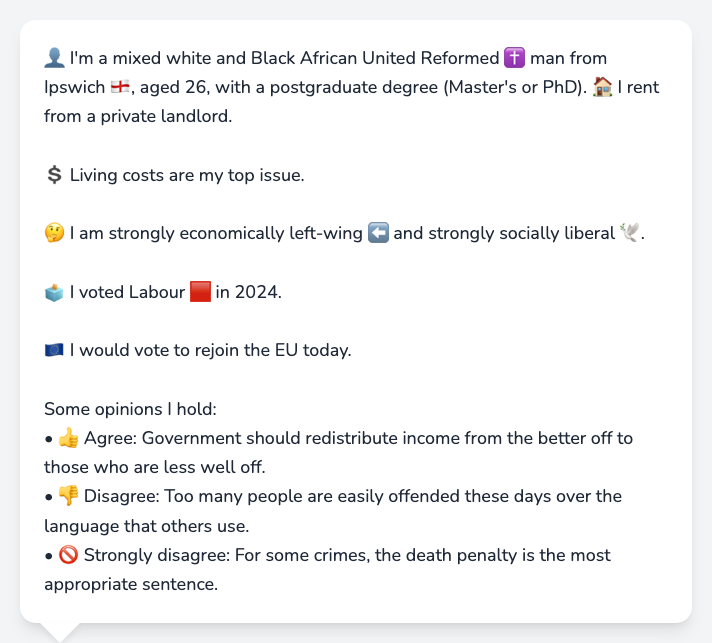 👤 I'm a mixed white and Black African United Reformed ✝️ man from
Ipswich 🏴󠁧󠁢󠁥󠁮󠁧󠁿, aged 26, with a postgraduate degree (Master's or PhD). 🏠 I rent
from a private landlord.
💲 Living costs are my top issue.
🤔 I am strongly economically left-wing ⬅️ and strongly socially liberal 🕊️.
🗳️ I voted Labour 🟥 in 2024.
🇪🇺 I would vote to rejoin the EU today.
Some opinions I hold:
• 👍 Agree: Government should redistribute income from the better off to
those who are less well off.
• 👎 Disagree: Too many people are easily offended these days over the
language that others use.
• 🚫 Strongly disagree: For some crimes, the death penalty is the most
appropriate sentence.